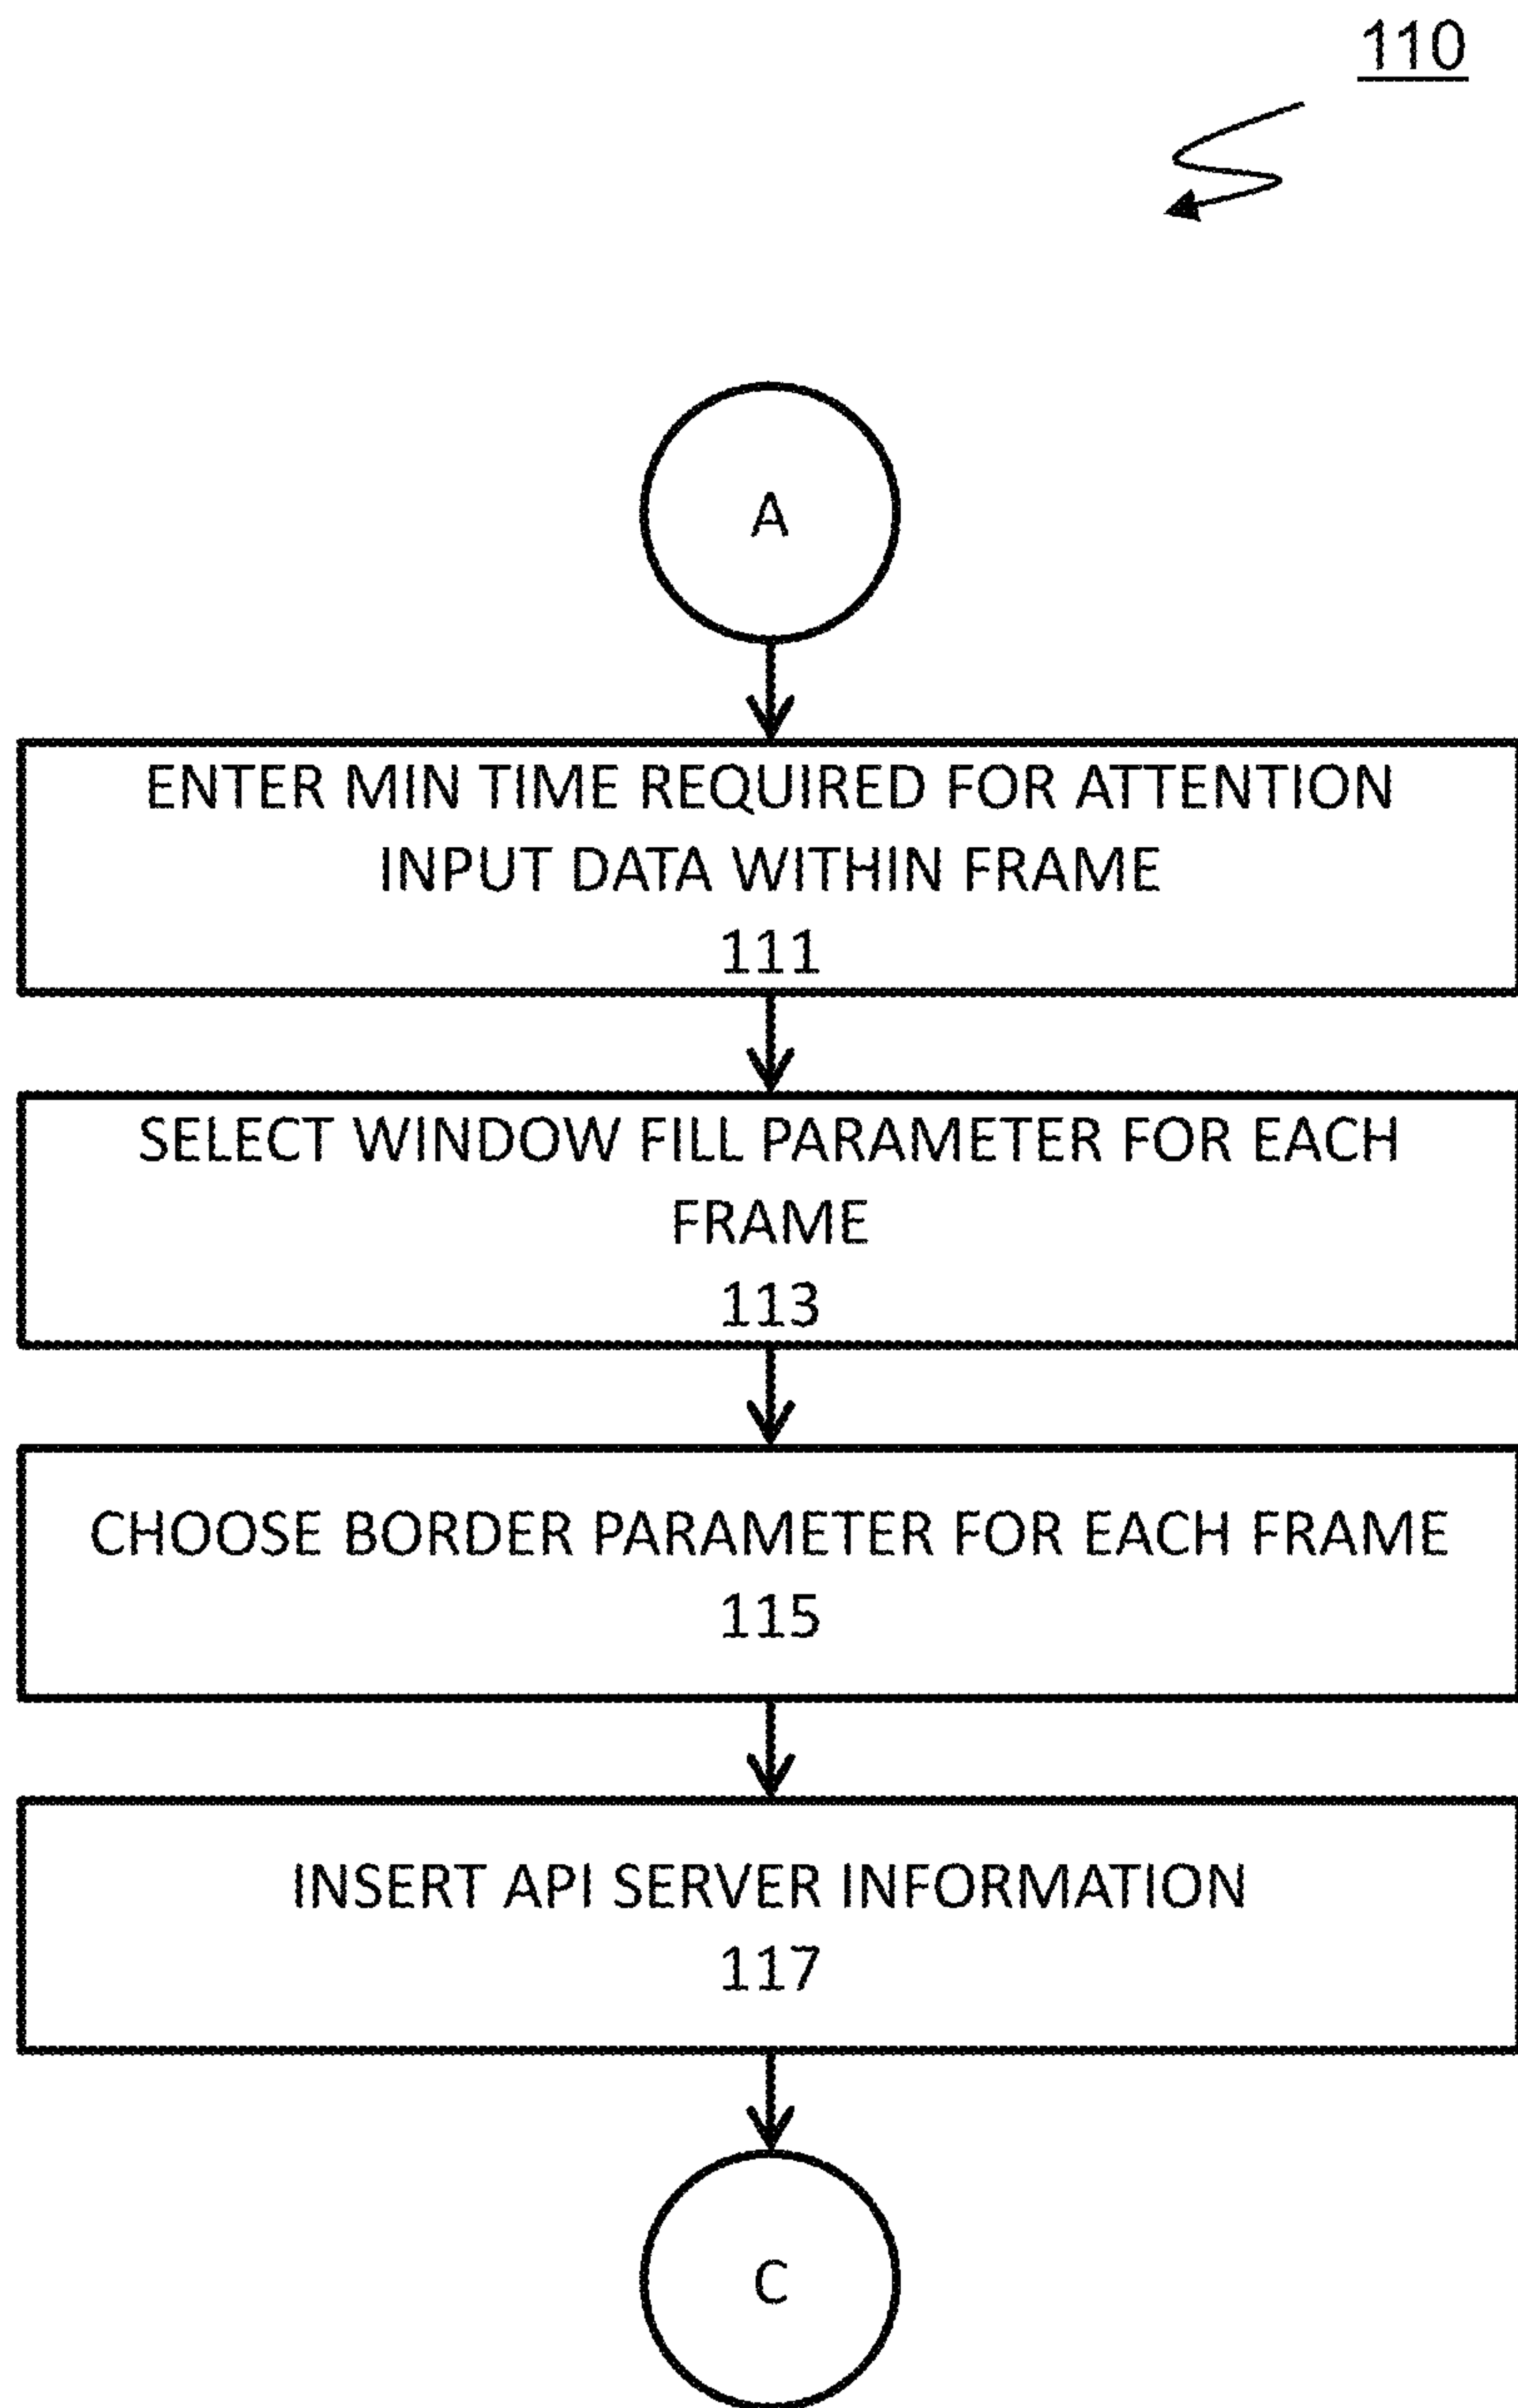 110
A
ENTER MIN TIME REQUIRED FOR ATTENTION
INPUT DATA WITHIN FRAME
111
SELECT WINDOW FILL PARAMETER FOR EACH
FRAME
113
CHOOSE BORDER PARAMETER FOR EACH FRAME
115
INSERT API SERVER INFORMATION
117
C